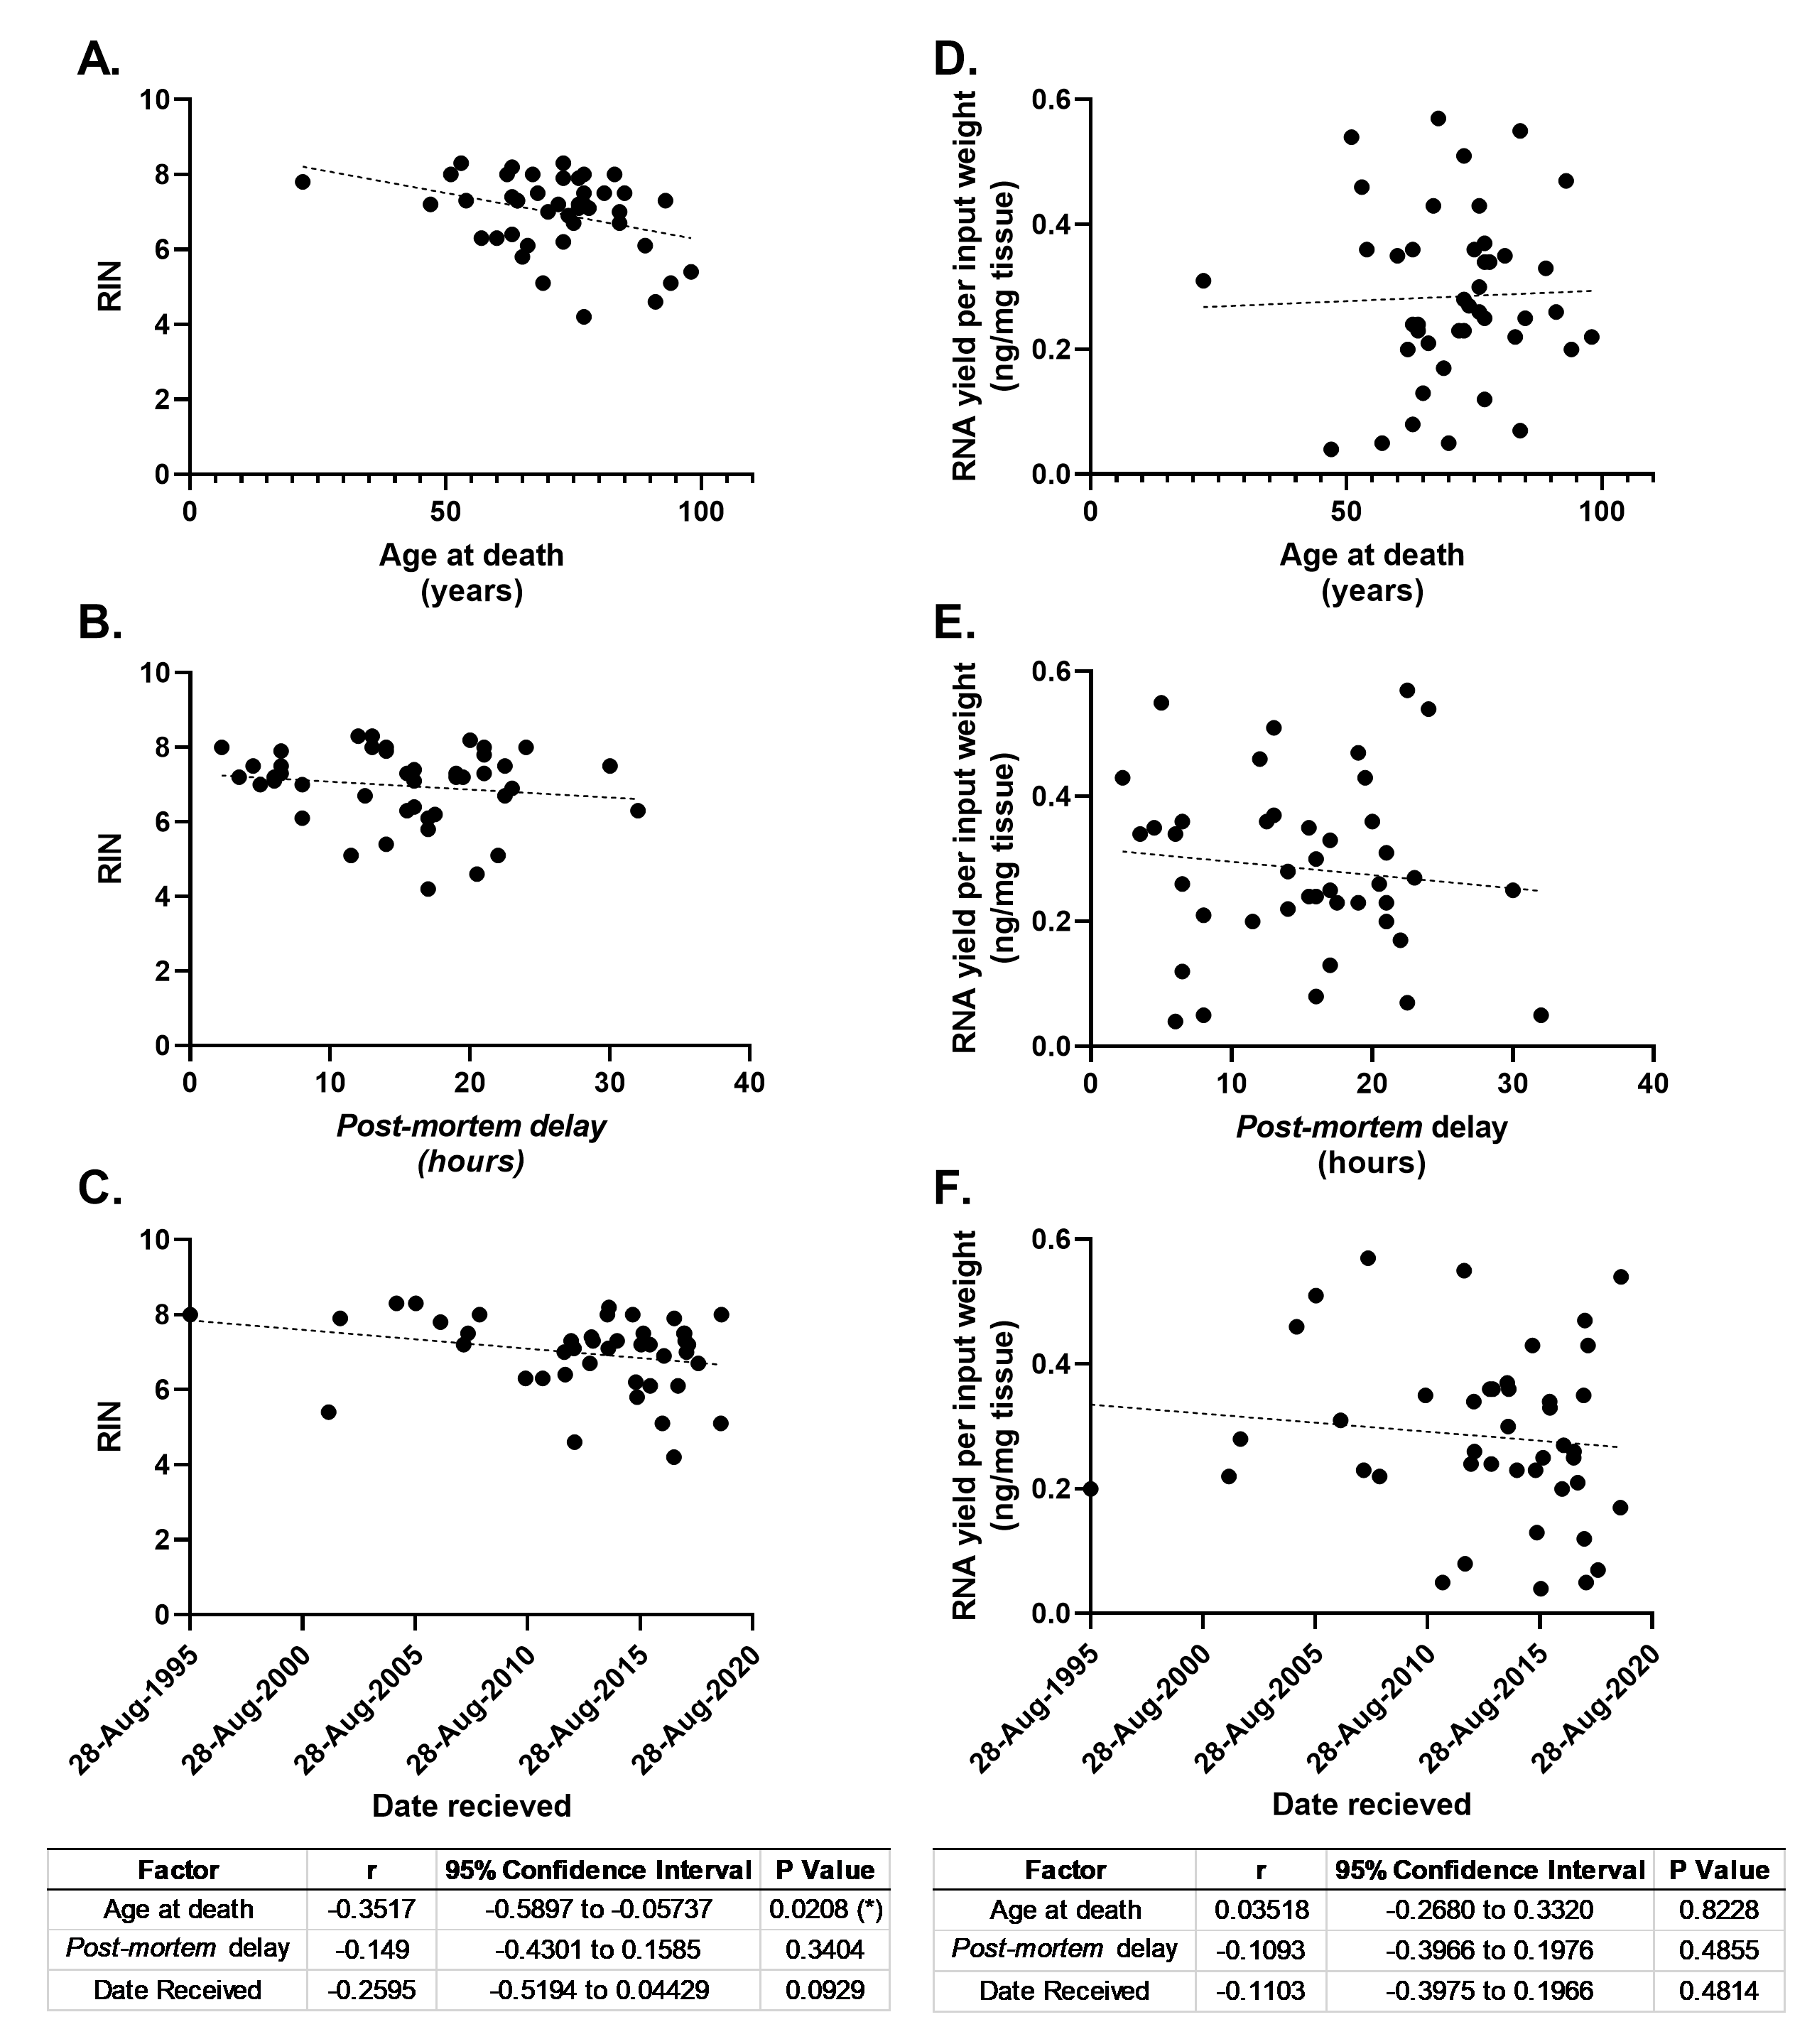 A.
10
8
6
4
2
0
RIN
0 50 100
Age at death
(years)
D.
0.6
0.4
0.2
0.0
RNA yield per input weight
(ng/mg tissue)
0 50 100
Age at death
(years)
B.
10
8
6
4
2
0
RIN
0 10 20 30 40
Post-mortem delay
(hours)
E.
0.6
0.4
0.2
0.0
RNA yield per input weight
(ng/mg tissue)
0 10 20 30 40
Post-mortem delay
(hours)
C.
10
8
6
4
2
0
RIN
28-Aug-1995
28-Aug-2000
28-Aug-2005
28-Aug-2010
28-Aug-2015
28-Aug-2020
Date recieved
F.
0.6
0.4
0.2
0.0
RNA yield per input weight
(ng/mg tissue)
28-Aug-1995
28-Aug-2000
28-Aug-2005
28-Aug-2010
28-Aug-2015
28-Aug-2020
Date recieved
Factor r 95% Confidence Interval P Value
Age at death -0.3517 -0.5897 to -0.05737 0.0208 (*)
Post-mortem delay -0.149 -0.4301 to 0.1585 0.3404
Date Received -0.2595 -0.5194 to 0.04429 0.0929
Factor r 95% Confidence Interval P Value
Age at death 0.03518 -0.2680 to 0.3320 0.8228
Post-mortem delay -0.1093 -0.3966 to 0.1976 0.4855
Date Received -0.1103 -0.3975 to 0.1966 0.4814